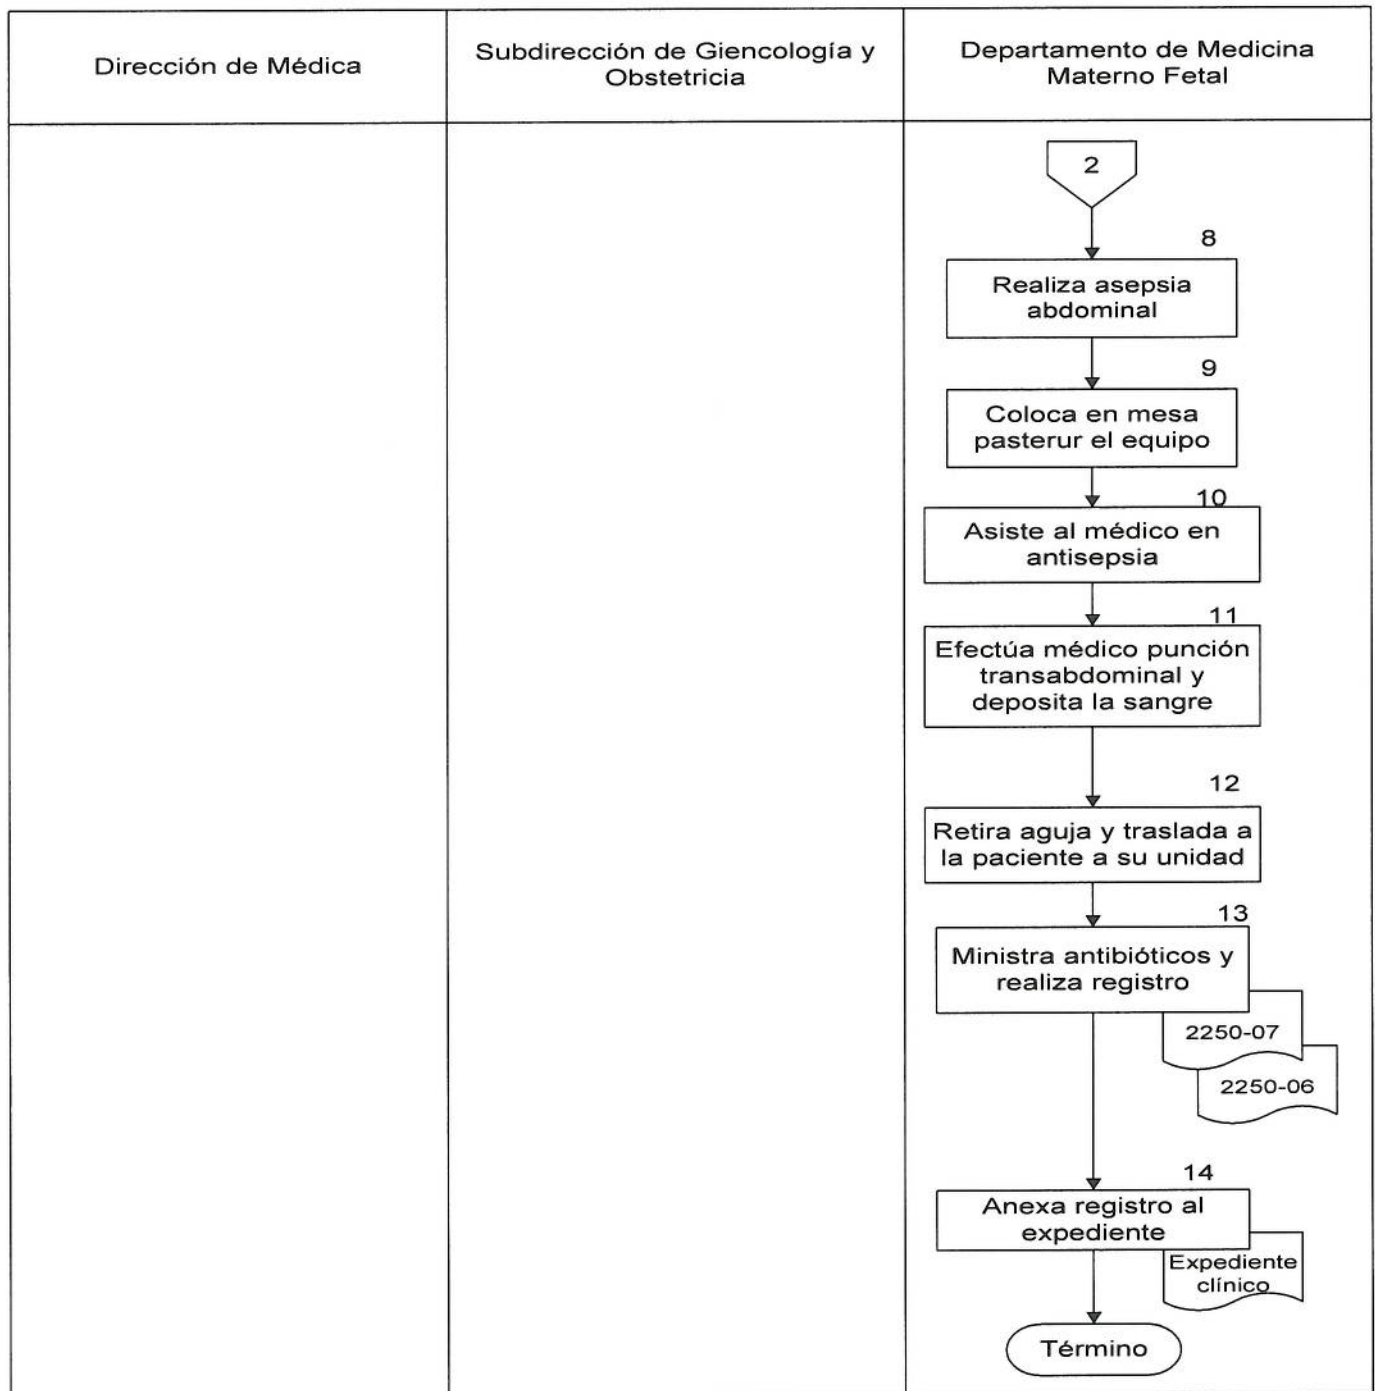 Dirección de Médica
Subdirección de Giencología y
Obstetricia
Departamento de Medicina
Materno Fetal
2
8
Realiza asepsia
abdominal
9
Coloca en mesa
pasterur el equipo
10
Asiste al médico en
antisepsia
11
Efectúa médico punción
transabdominal y
deposita la sangre
12
Retira aguja y traslada a
la paciente a su unidad
13
Ministra antibióticos y
realiza registro
2250-07
2250-06
14
Anexa registro al
expediente
Expediente
clínico
Término